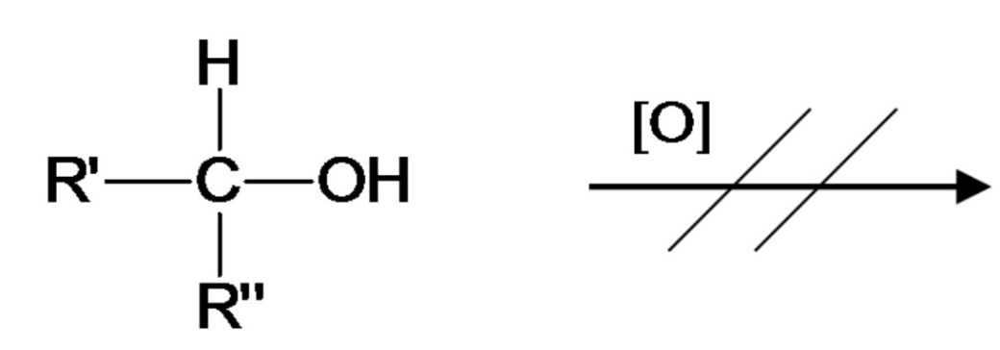 H
[O]
R' C OH
R"